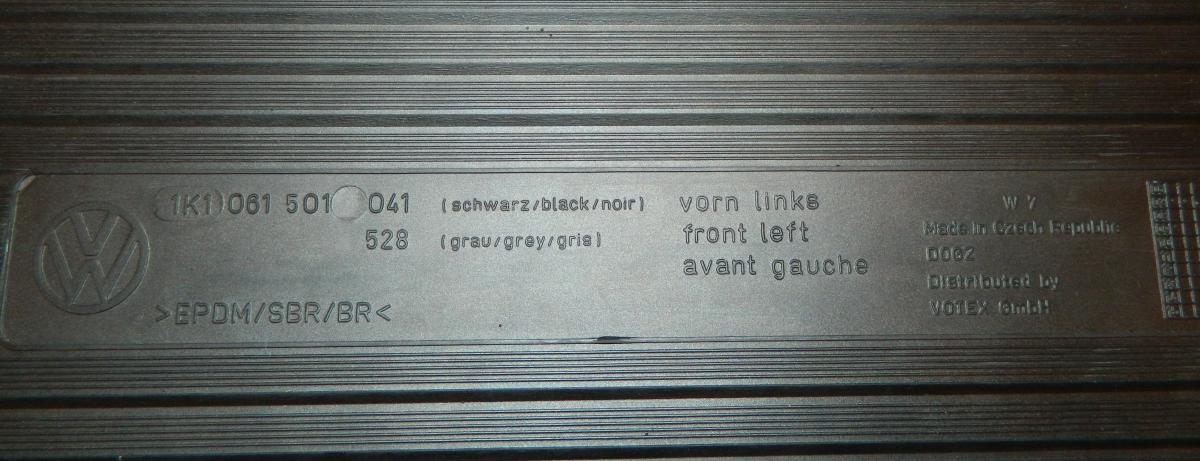 1K1 061 501 041 (schwarz/black/noir)
528 (grau/grey/gris)
>EPDM/SBR/BR<
vorn links
front left
avant gauche
W 7
Made in Czech Republic
Distributed by
VOTEX GmbH